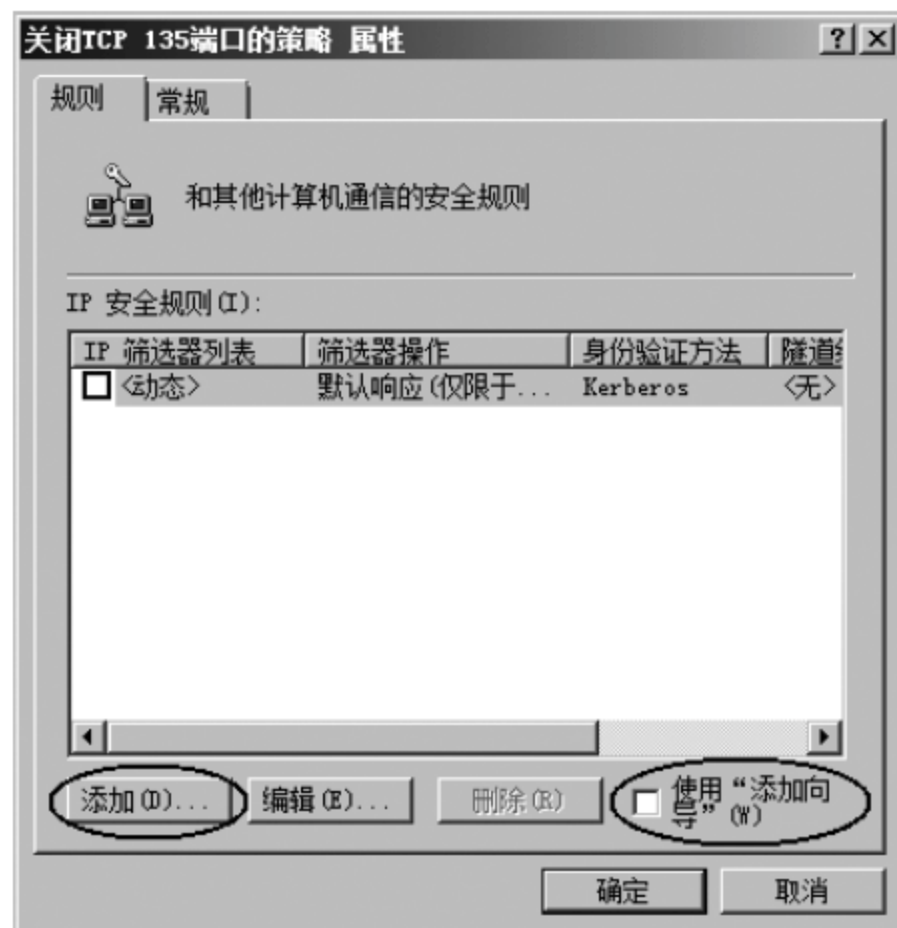 关闭TCP 135端口的策略 属性
规则
常规
和其他计算机通信的安全规则
IP 安全规则(I):
IP 筛选器列表 筛选器操作 身份验证方法 隧道
<动态> 默认响应(仅限于... Kerberos <无>
添加(D)... 编辑(E)... 删除(R) 使用“添加向
导”(W)
确定 取消